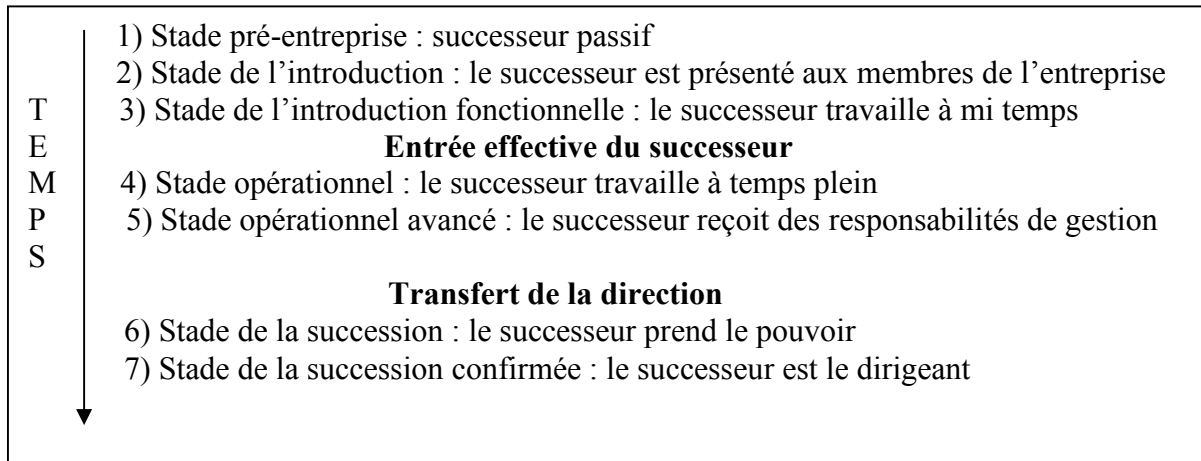 1) Stade pré-entreprise : successeur passif
2) Stade de l’introduction : le successeur est présenté aux membres de l’entreprise
3) Stade de l’introduction fonctionnelle : le successeur travaille à mi temps
Entrée effective du successeur
4) Stade opérationnel : le successeur travaille à temps plein
5) Stade opérationnel avancé : le successeur reçoit des responsabilités de gestion
Transfert de la direction
6) Stade de la succession : le successeur prend le pouvoir
7) Stade de la succession confirmée : le successeur est le dirigeant
T
E
M
P
S